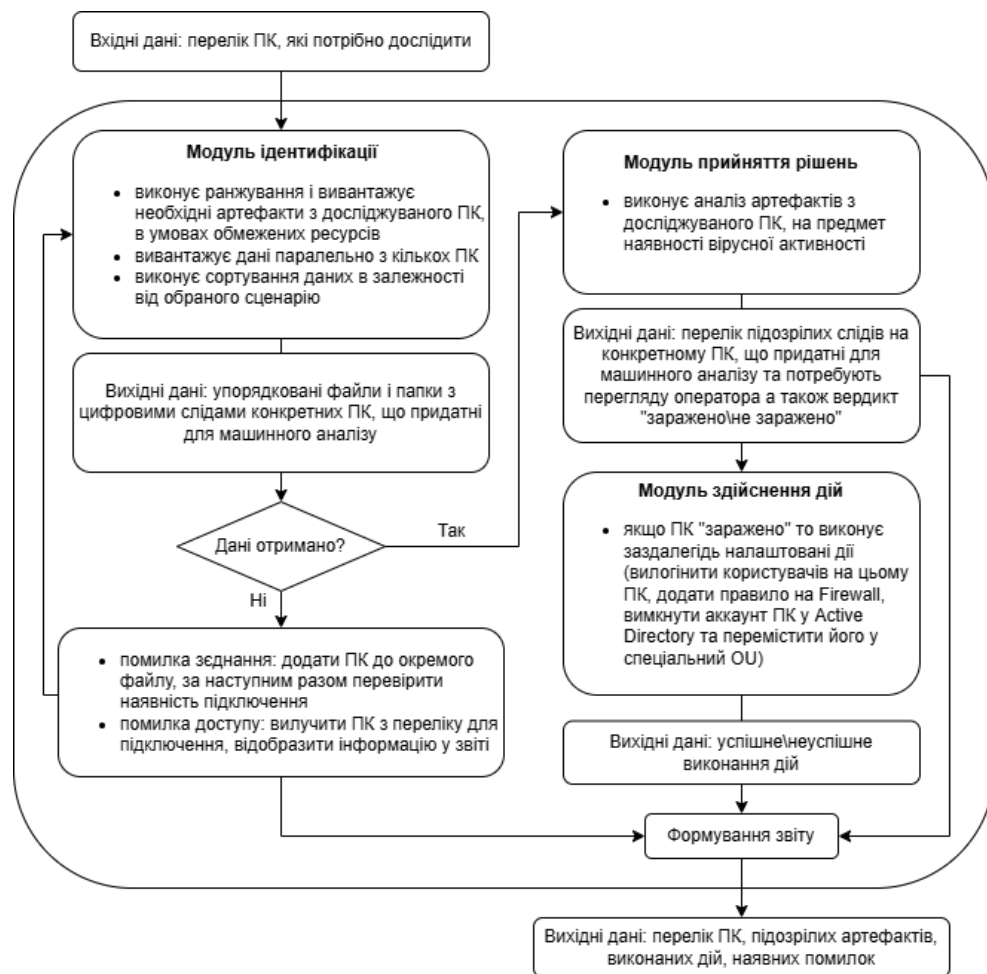 Вхідні дані: перелік ПК, які потрібно дослідити
Модуль ідентифікації
• виконує ранжування і вивантажує
необхідні артефакти з досліджуваного ПК,
в умовах обмежених ресурсів
• вивантажує дані паралельно з кількох ПК
• виконує сортування даних в залежності
від обраного сценарію
Вихідні дані: упорядковані файли і папки з
цифровими слідами конкретних ПК, що придатні
для машинного аналізу
Дані отримано?
Так
Ні
• помилка зєднання: додати ПК до окремого
файлу, за наступним разом перевірити
наявність підключення
• помилка доступу: вилучити ПК з переліку для
підключення, відобразити інформацію у звіті
Модуль прийняття рішень
• виконує аналіз артефактів з
досліджуваного ПК, на предмет
наявності вірусної активності
Вихідні дані: перелік підозрілих слідів на
конкретному ПК, що придатні для
машинного аналізу та потребують
перегляду оператора а також вердикт
"заражено\не заражено"
Модуль здійснення дій
• якщо ПК "заражено" то виконує
заздалегідь налаштовані дії
(вилогінити користувачів на цьому
ПК, додати правило на Firewall,
вимкнути аккаунт ПК у Active
Directory та перемістити його у
спеціальний OU)
Вихідні дані: успішне\неуспішне
виконання дій
Формування звіту
Вихідні дані: перелік ПК, підозрілих артефактів,
виконаних дій, наявних помилок